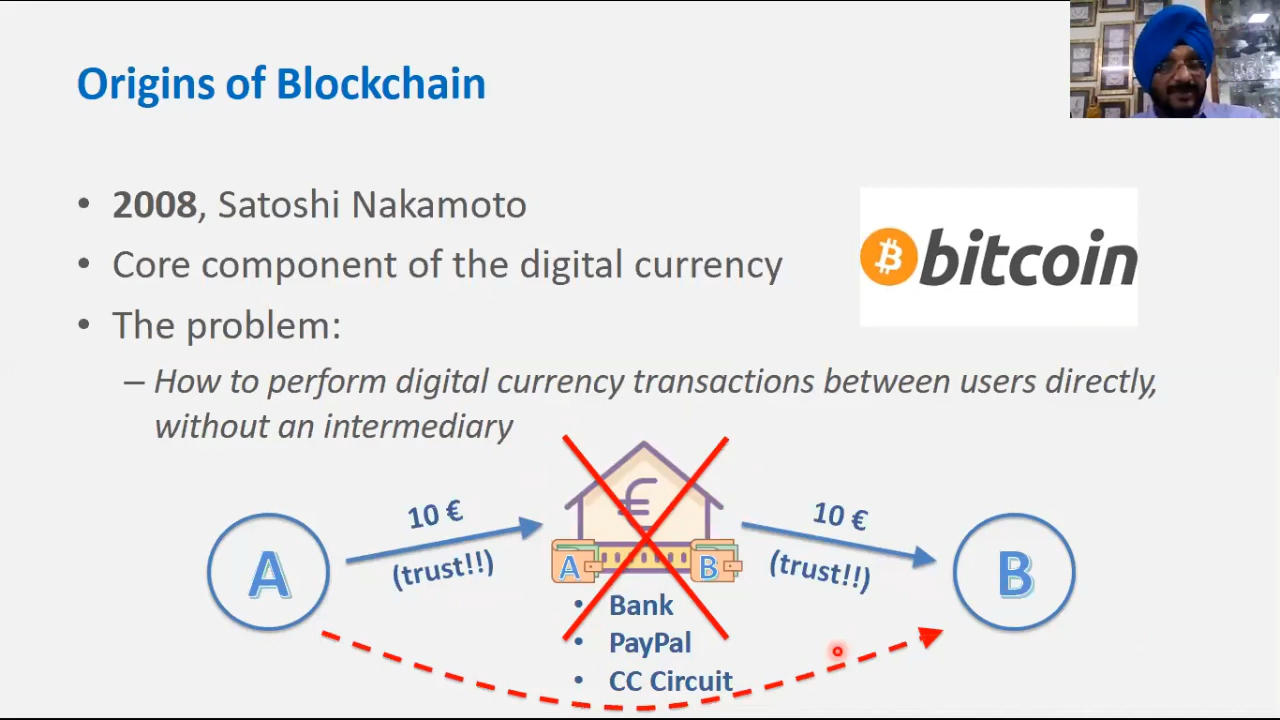 Origins of Blockchain
• 2008, Satoshi Nakamoto
bitcoin
• Core component of the digital currency
• The problem:
– How to perform digital currency transactions between users directly,
without an intermediary
10 €
10 €
(trust!!)
(trust!!)
A
A
B
B
• Bank
• PayPal
• CC Circuit